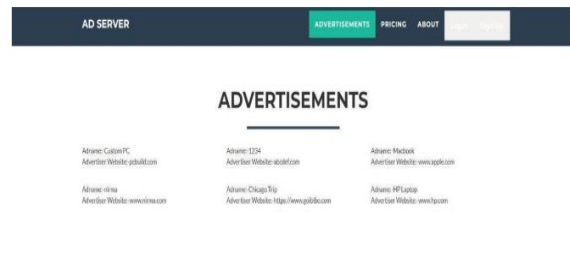 AD SERVER
ADVERTISEMENTS PRICING ABOUT
ADVERTISEMENTS
Adname: Custom PC
Advertiser Website: pcbuild.com
Adname: 1234
Advertiser Website: abcdef.com
Adname: Macbook
Advertiser Website: www.apple.com
Adname: nirma
Advertiser Website: www.nirma.com
Adname: Chicago Trip
Advertiser Website: https://www.goibibo.com
Adname: HP Laptop
Advertiser Website: www.hp.com